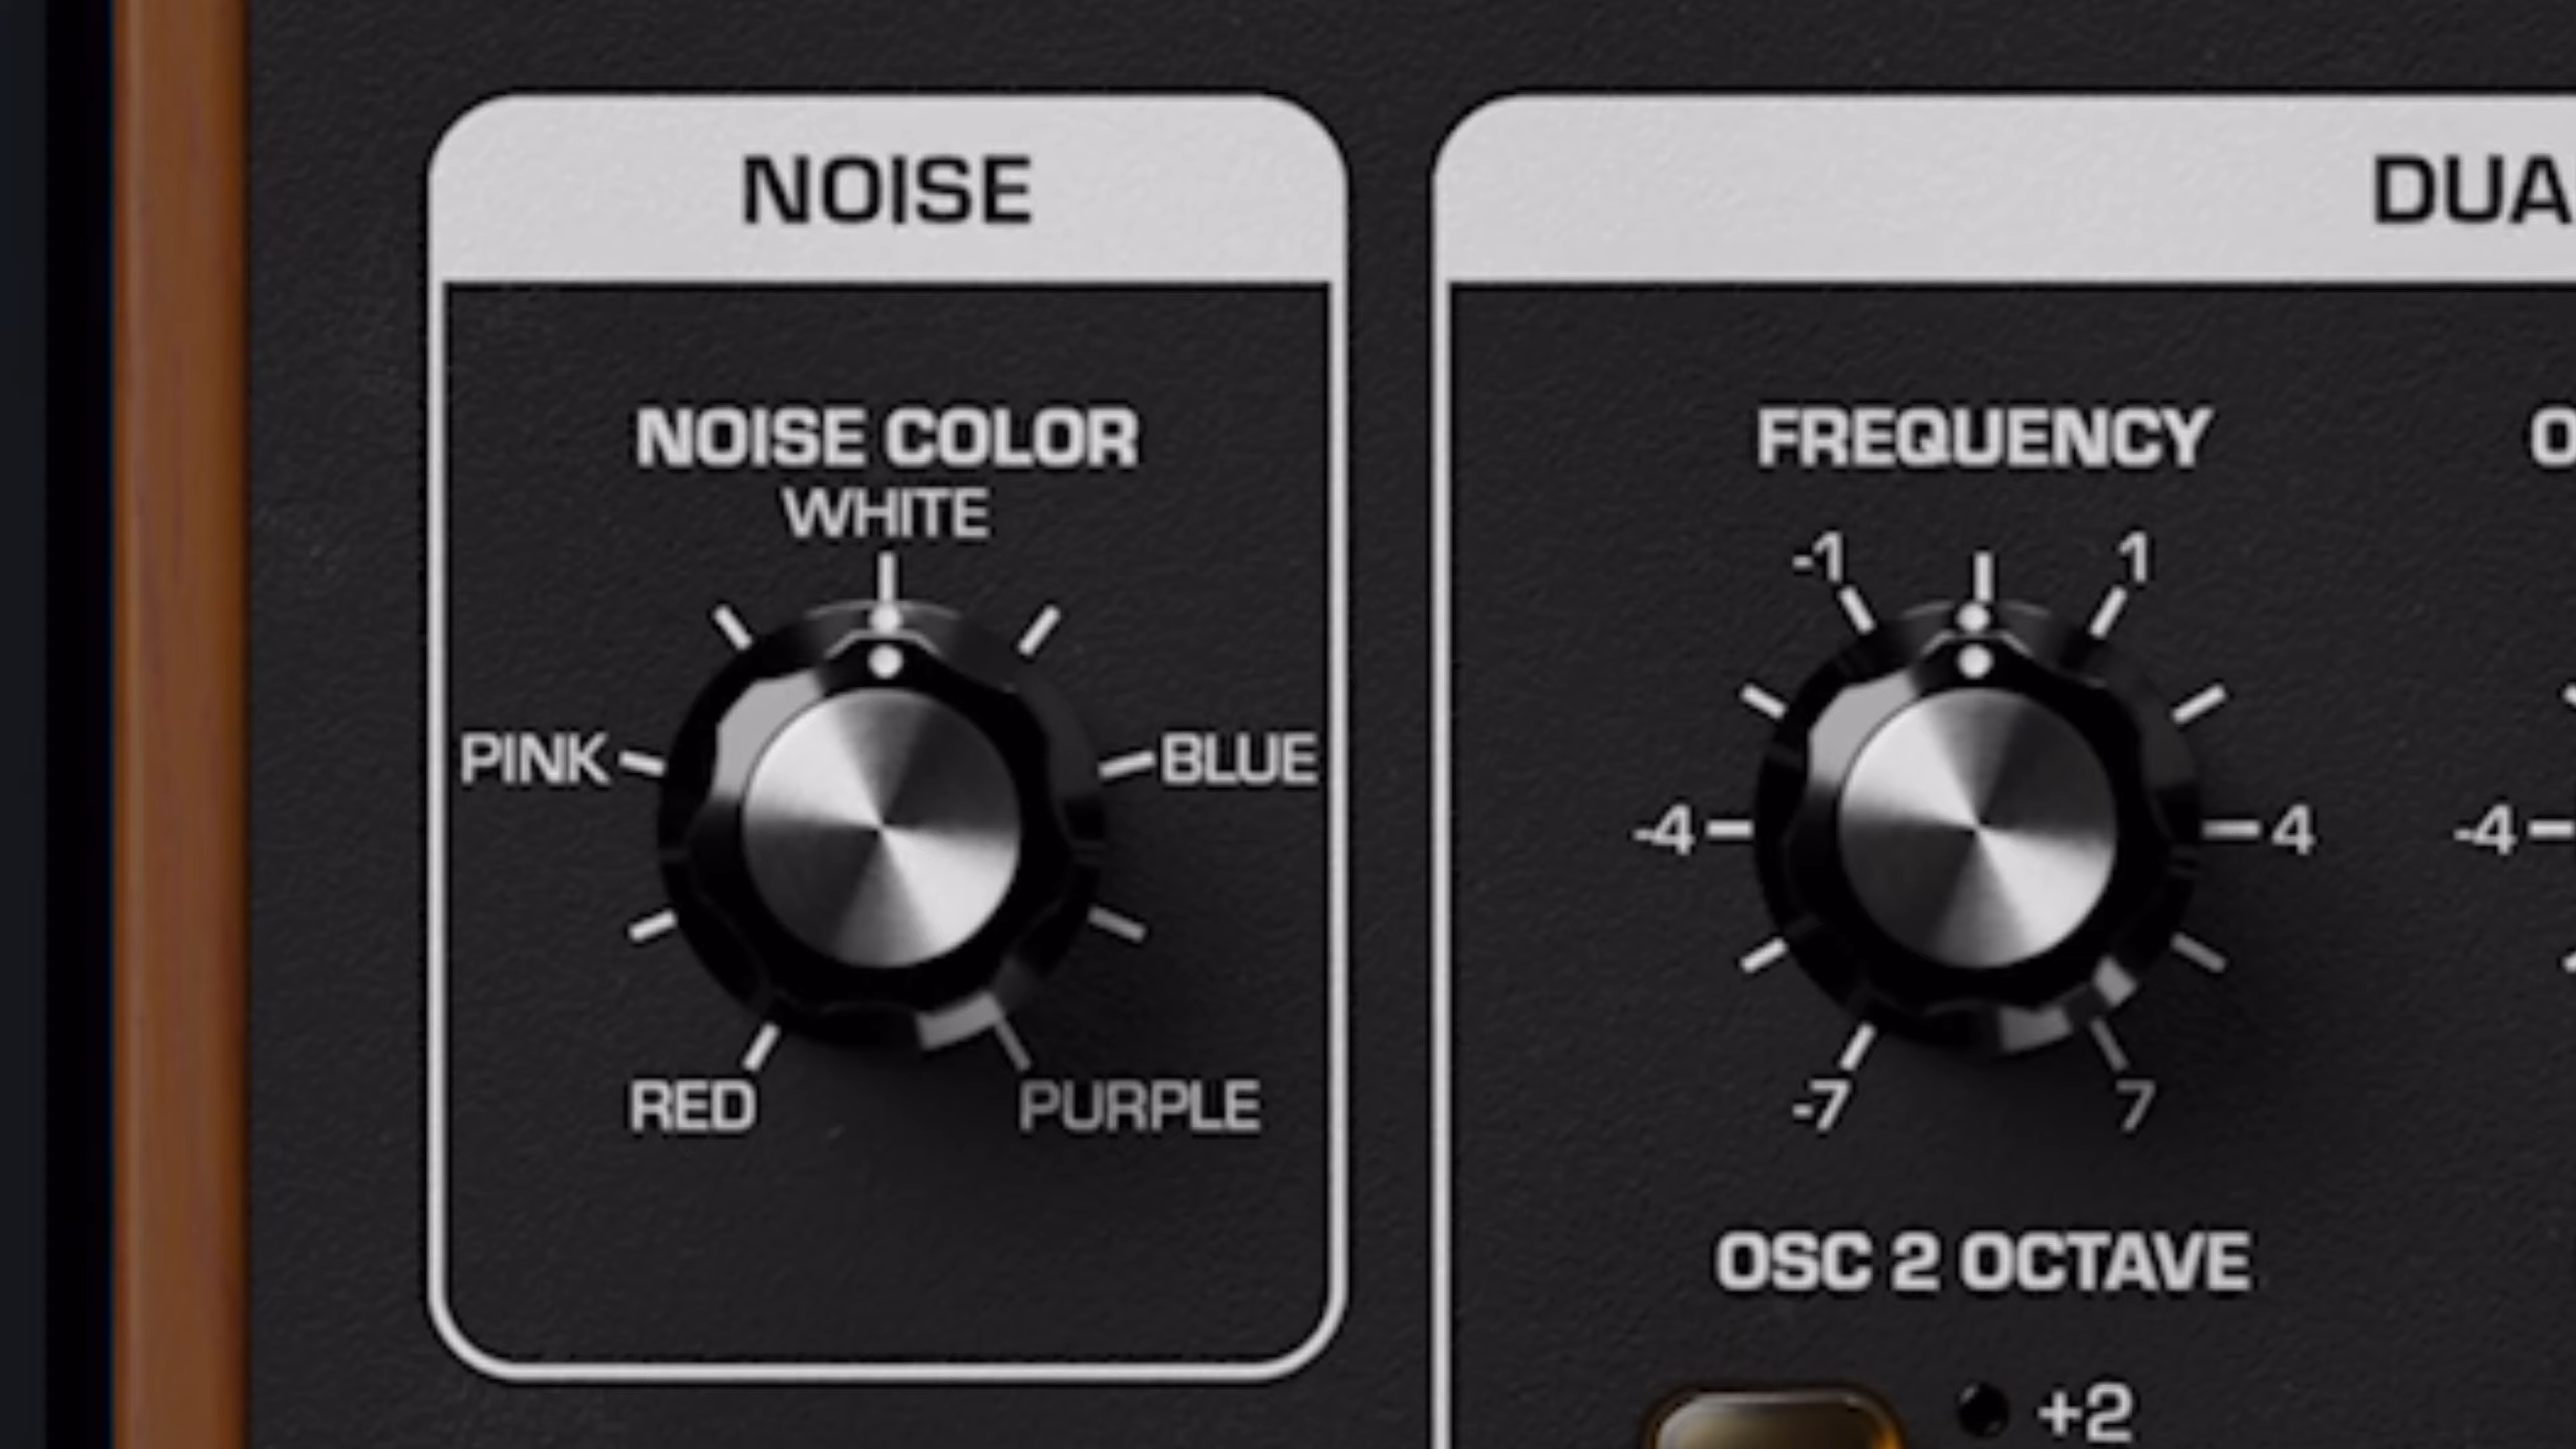 NOISE
NOISE COLOR
WHITE
PINK
BLUE
RED
PURPLE
FREQUENCY
-1
1
-4
4
-7
7
OSC 2 OCTAVE
+2
-4